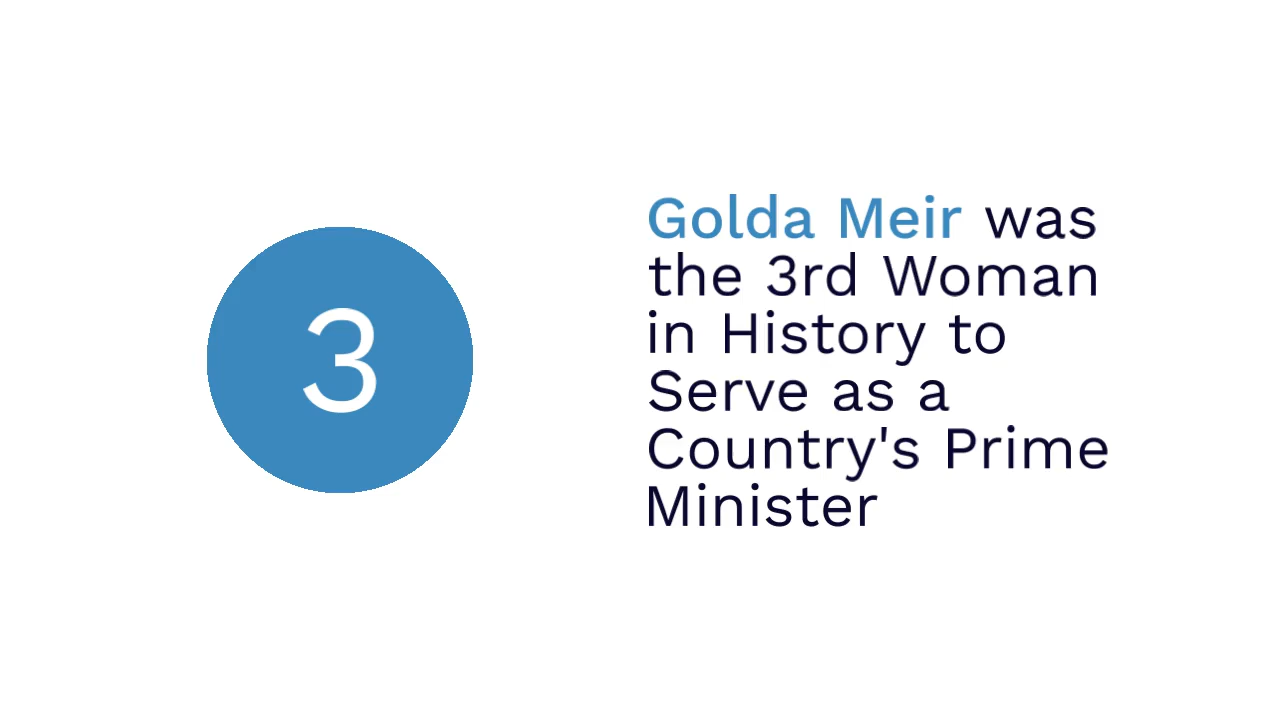 3
Golda Meir was
the 3rd Woman
in History to
Serve as a
Country's Prime
Minister